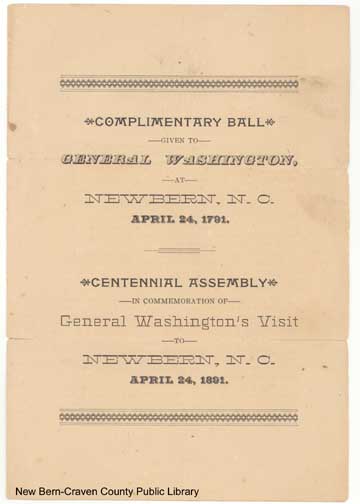 *COMPLIMENTARY BALL*
—GIVEN TO—
GENERAL WASHINGTON,
—AT—
NEWBERN, N. C.
APRIL 24, 1791.
*CENTENNIAL ASSEMBLY*
—IN COMMEMORATION OF—
General Washington's Visit
—TO—
NEWBERN, N. C.
APRIL 24, 1891.
New Bern-Craven County Public Library